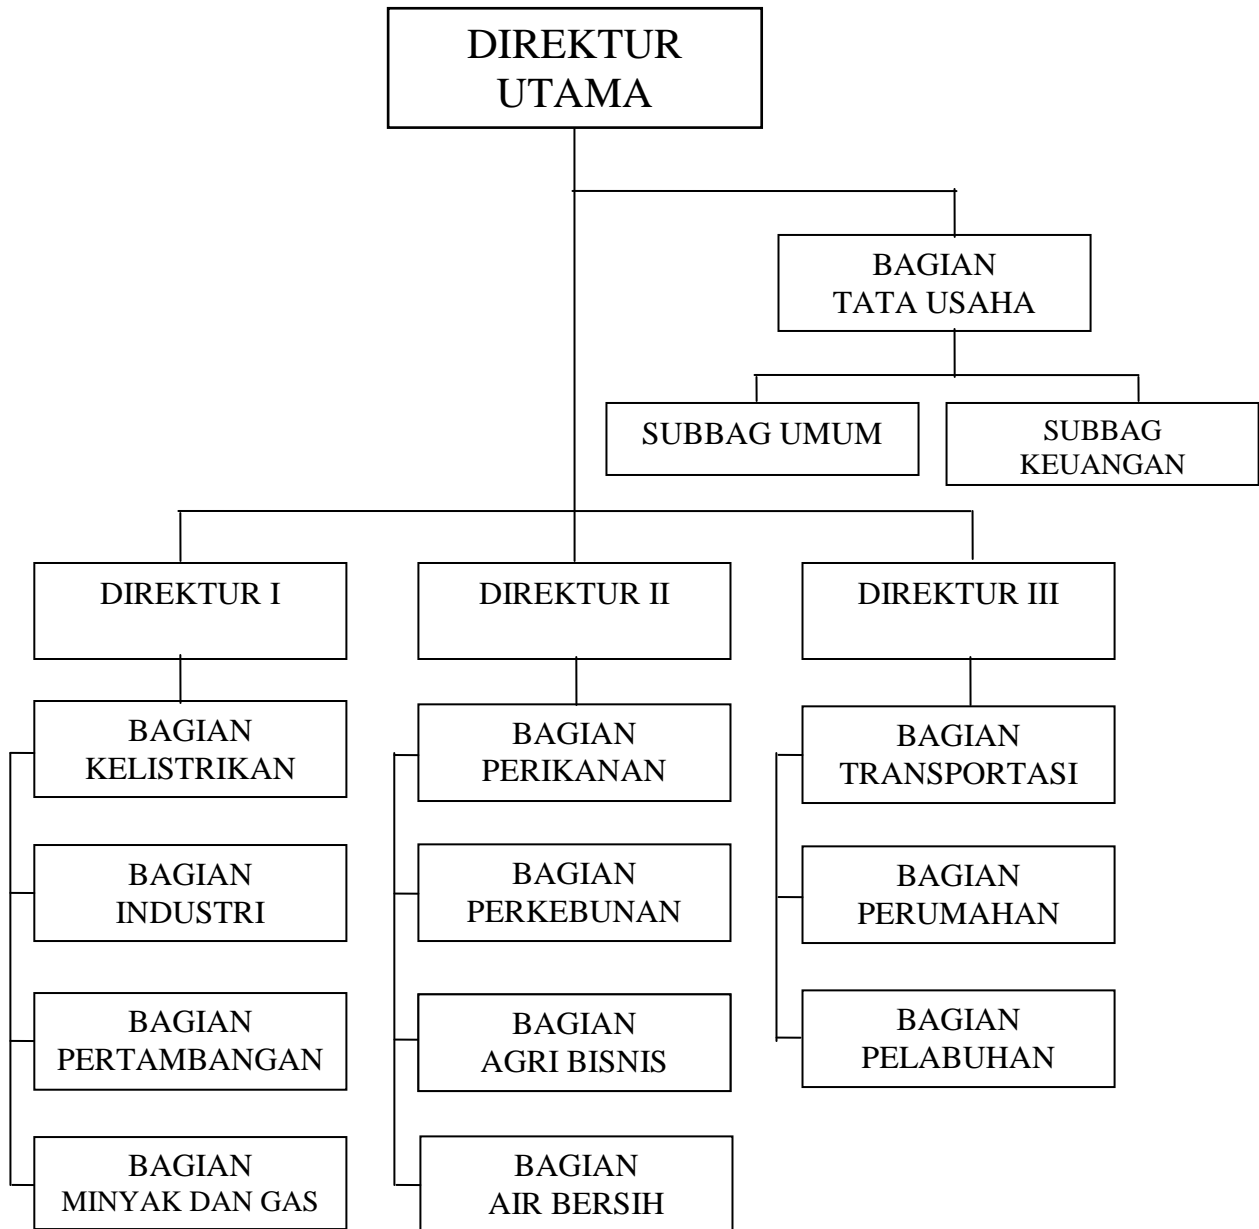 DIREKTUR
UTAMA
BAGIAN
TATA USAHA
SUBBAG UMUM
SUBBAG
KEUANGAN
DIREKTUR I
DIREKTUR II
DIREKTUR III
BAGIAN
KELISTRIKAN
BAGIAN
PERIKANAN
BAGIAN
TRANSPORTASI
BAGIAN
INDUSTRI
BAGIAN
PERKEBUNAN
BAGIAN
PERUMAHAN
BAGIAN
PERTAMBANGAN
BAGIAN
AGRI BISNIS
BAGIAN
PELABUHAN
BAGIAN
MINYAK DAN GAS
BAGIAN
AIR BERSIH